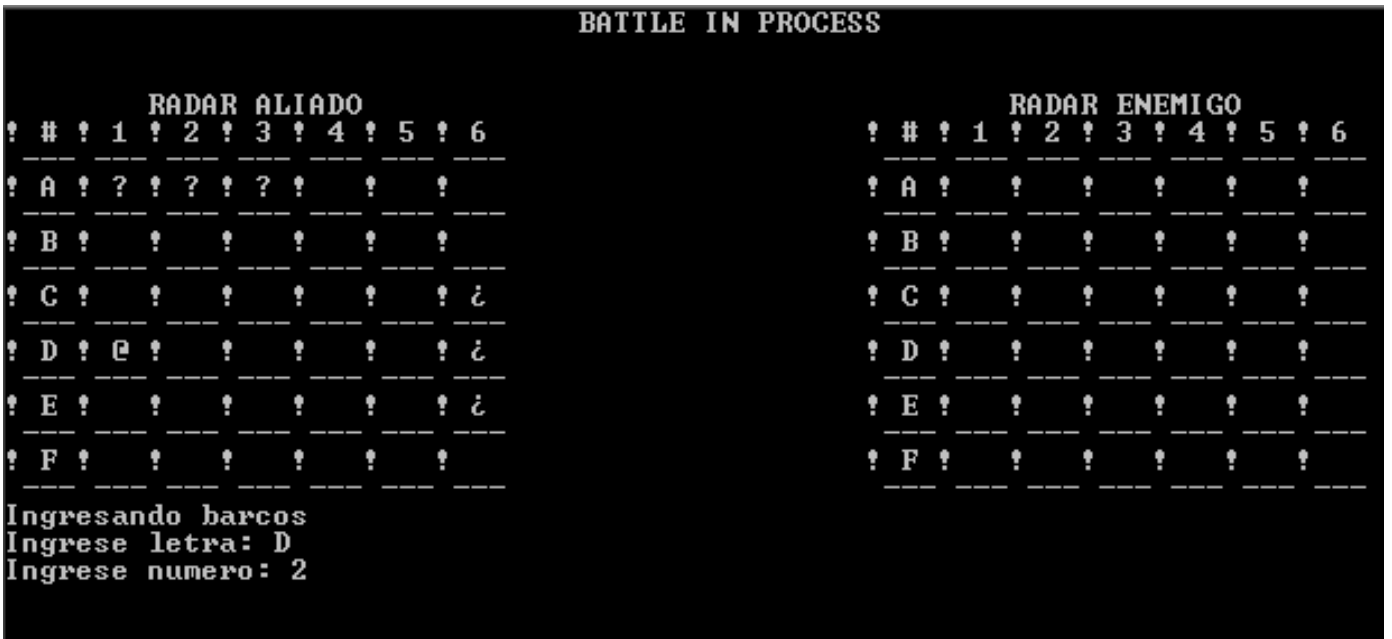 BATTLE IN PROCESS
RADAR ALIADO RADAR ENEMIGO
! # ! 1 ! 2 ! 3 ! 4 ! 5 ! 6 ! # ! 1 ! 2 ! 3 ! 4 ! 5 ! 6
--- --- --- --- --- --- --- --- --- --- --- --- --- ---
! A ! ? ! ? ! ? ! ! ! ! A ! ! ! ! ! !
--- --- --- --- --- --- --- --- --- --- --- --- --- ---
! B ! ! ! ! ! ! ! B ! ! ! ! ! !
--- --- --- --- --- --- --- --- --- --- --- --- --- ---
! C ! ! ! ! ! ! ¿ ! C ! ! ! ! ! !
--- --- --- --- --- --- --- --- --- --- --- --- --- ---
! D ! @ ! ! ! ! ! ¿ ! D ! ! ! ! ! !
--- --- --- --- --- --- --- --- --- --- --- --- --- ---
! E ! ! ! ! ! ! ¿ ! E ! ! ! ! ! !
--- --- --- --- --- --- --- --- --- --- --- --- --- ---
! F ! ! ! ! ! ! ! F ! ! ! ! ! !
--- --- --- --- --- --- --- --- --- --- --- --- --- ---
Ingresando barcos
Ingrese letra: D
Ingrese numero: 2